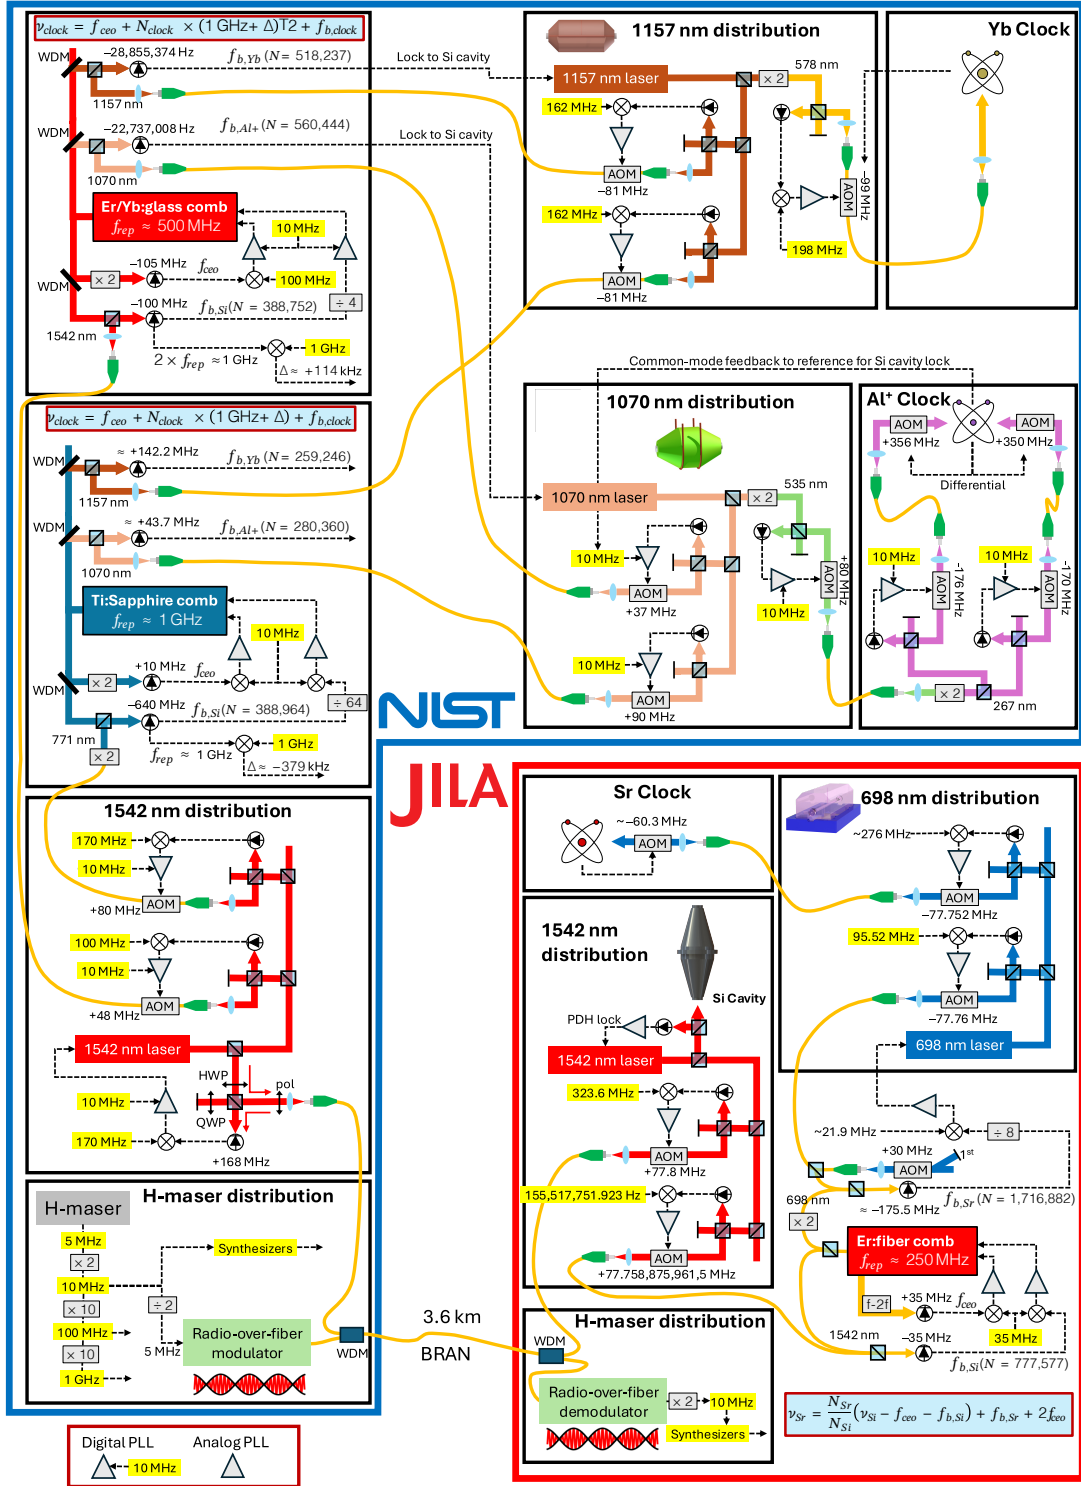 ν_clock = f_ceo + N_clock × (1 GHz+ Δ)T2 + f_b,clock
WDM
−28,855,374 Hz
f_b,Yb (N = 518,237)
Lock to Si cavity
1157 nm
WDM
−22,737,008 Hz
f_b,Al+ (N = 560,444)
Lock to Si cavity
1070 nm
Er/Yb:glass comb
f_rep ≈ 500 MHz
10 MHz
WDM
× 2
−105 MHz
f_ceo
100 MHz
−100 MHz
f_b,Si (N = 388,752)
÷ 4
1542 nm
2 × f_rep ≈ 1 GHz
1 GHz
Δ ≈ +114 kHz
ν_clock = f_ceo + N_clock × (1 GHz+ Δ) + f_b,clock
WDM
≈ +142.2 MHz
f_b,Yb (N = 259,246)
1157 nm
WDM
≈ +43.7 MHz
f_b,Al+ (N = 280,360)
1070 nm
Ti:Sapphire comb
f_rep ≈ 1 GHz
10 MHz
WDM
× 2
+10 MHz
f_ceo
−640 MHz
f_b,Si (N = 388,964)
÷ 64
771 nm
× 2
f_rep ≈ 1 GHz
1 GHz
Δ ≈ −379 kHz
1542 nm distribution
170 MHz
10 MHz
AOM
+80 MHz
100 MHz
10 MHz
AOM
+48 MHz
1542 nm laser
HWP
pol
10 MHz
QWP
170 MHz
+168 MHz
H-maser distribution
H-maser
5 MHz
× 2
Synthesizers
10 MHz
× 10
÷ 2
100 MHz
5 MHz
Radio-over-fiber
modulator
× 10
1 GHz
WDM
3.6 km
BRAN
Digital PLL
Analog PLL
10 MHz
1157 nm distribution
1157 nm laser
× 2
578 nm
162 MHz
AOM
−81 MHz
162 MHz
AOM
−81 MHz
AOM
−99 MHz
198 MHz
Yb Clock
Common-mode feedback to reference for Si cavity lock
1070 nm distribution
1070 nm laser
× 2
535 nm
10 MHz
AOM
+37 MHz
10 MHz
AOM
+90 MHz
AOM
+80 MHz
10 MHz
Al⁺ Clock
AOM
AOM
+356 MHz
+350 MHz
Differential
10 MHz
10 MHz
AOM
-176 MHz
AOM
-170 MHz
× 2
267 nm
NIST
JILA
Sr Clock
~−60.3 MHz
AOM
698 nm distribution
~276 MHz
AOM
−77.752 MHz
95.52 MHz
AOM
−77.76 MHz
698 nm laser
1542 nm
distribution
Si Cavity
PDH lock
1542 nm laser
323.6 MHz
AOM
+77.8 MHz
155,517,751.923 Hz
AOM
+77.758,875,961,5 MHz
~21.9 MHz
÷ 8
+30 MHz
AOM
1st
698 nm
≈ −175.5 MHz
f_b,Sr (N = 1,716,882)
× 2
Er:fiber comb
f_rep ≈ 250 MHz
f-2f
+35 MHz
f_ceo
35 MHz
1542 nm
−35 MHz
f_b,Si (N = 777,577)
H-maser distribution
WDM
Radio-over-fiber
demodulator
× 2
10 MHz
Synthesizers
ν_Sr = N_Sr/N_Si (ν_Si − f_ceo − f_b,Si) + f_b,Sr + 2f_ceo